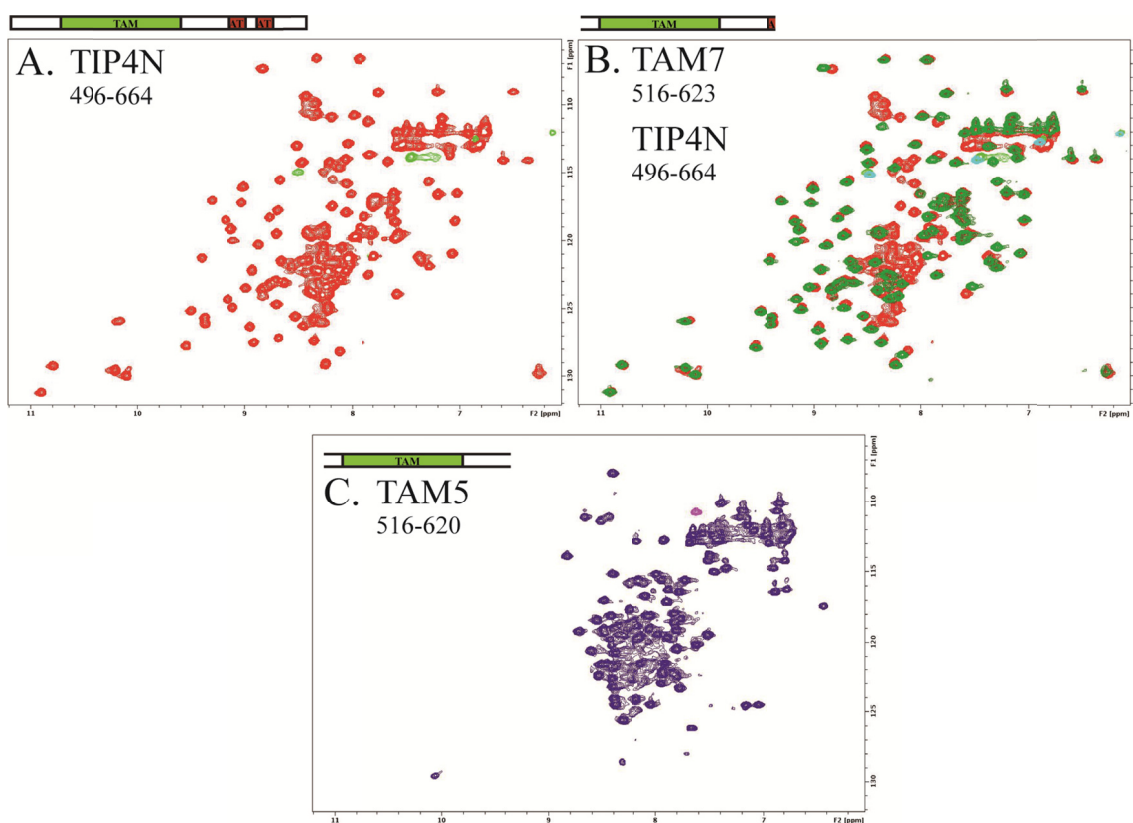 TAM AT AT
A. TIP4N
496-664
110
115
120
125
130
F1 [ppm]
11 10 9 8 7 F2 [ppm]
TAM A
B. TAM7
516-623
TIP4N
496-664
110
115
120
125
130
F1 [ppm]
11 10 9 8 7 F2 [ppm]
TAM
C. TAM5
516-620
110
115
120
125
130
F1 [ppm]
11 10 9 8 7 F2 [ppm]